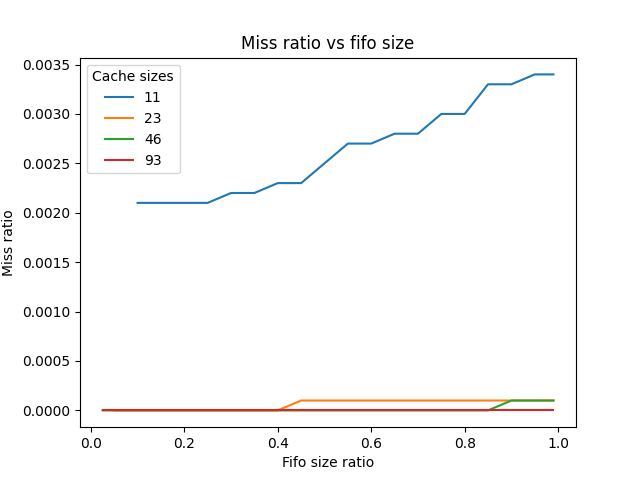 Miss ratio vs fifo size
Miss ratio
0.0035
0.0030
0.0025
0.0020
0.0015
0.0010
0.0005
0.0000
Cache sizes
11
23
46
93
0.0 0.2 0.4 0.6 0.8 1.0
Fifo size ratio